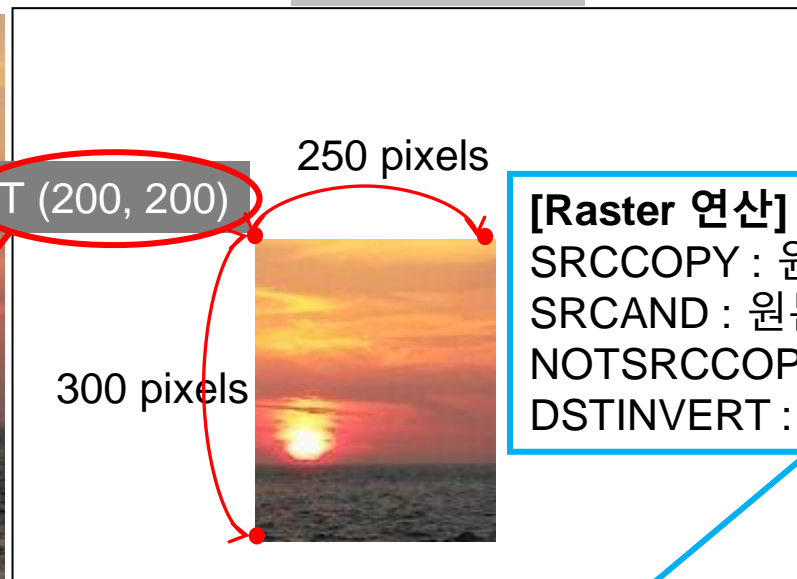 250 pixels
T (200, 200)
[Raster 연산]
SRCCOPY :
SRCAND :
NOTSRCCOP
DSTINVERT :
300 pixels